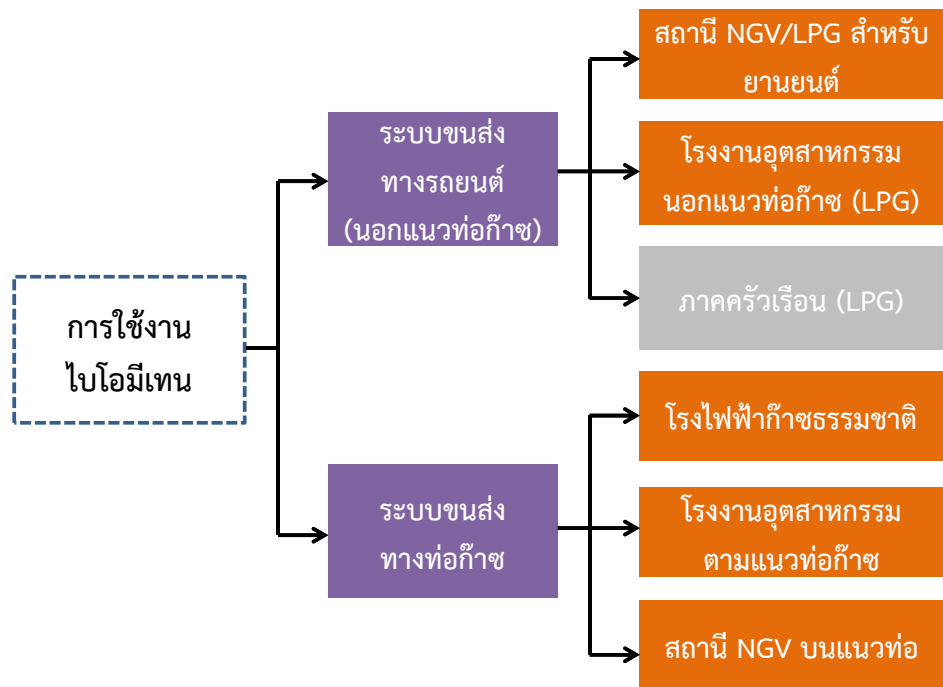 การใช้งาน
ไบโอมีเทน
ระบบขนส่ง
ทางรถยนต์
(นอกแนวท่อก๊าซ)
สถานี NGV/LPG สำหรับ
ยานยนต์
โรงงานอุตสาหกรรม
นอกแนวท่อก๊าซ (LPG)
ภาคครัวเรือน (LPG)
ระบบขนส่ง
ทางท่อก๊าซ
โรงไฟฟ้าก๊าซธรรมชาติ
โรงงานอุตสาหกรรม
ตามแนวท่อก๊าซ
สถานี NGV บนแนวท่อ